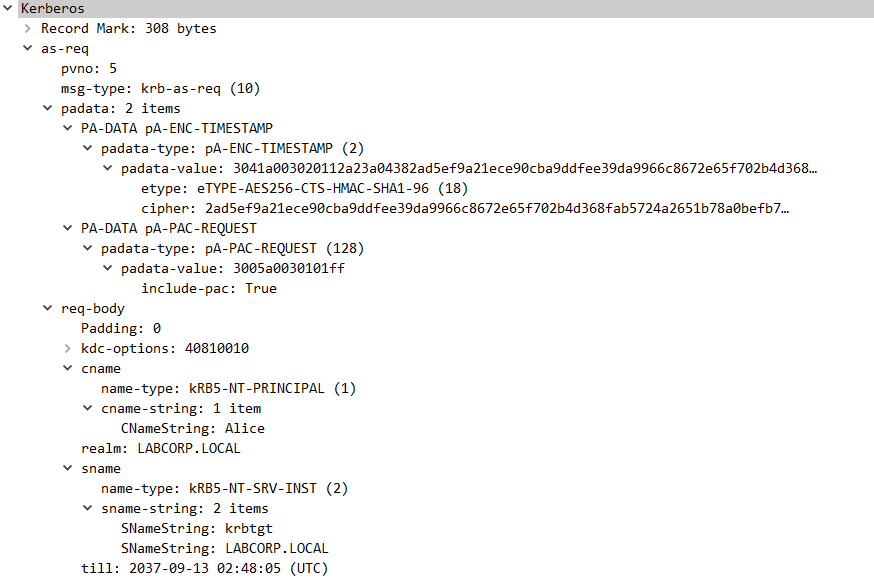 Kerberos
Record Mark: 308 bytes
as-req
pvno: 5
msg-type: krb-as-req (10)
padata: 2 items
PA-DATA pA-ENC-TIMESTAMP
padata-type: pA-ENC-TIMESTAMP (2)
padata-value: 3041a003020112a23a04382ad5ef9a21ece90cba9ddfee39da9966c8672e65f702b4d368…
etype: eTYPE-AES256-CTS-HMAC-SHA1-96 (18)
cipher: 2ad5ef9a21ece90cba9ddfee39da9966c8672e65f702b4d368fab5724a2651b78a0befb7…
PA-DATA pA-PAC-REQUEST
padata-type: pA-PAC-REQUEST (128)
padata-value: 3005a0030101ff
include-pac: True
req-body
Padding: 0
kdc-options: 40810010
cname
name-type: kRB5-NT-PRINCIPAL (1)
cname-string: 1 item
CNameString: Alice
realm: LABCORP.LOCAL
sname
name-type: kRB5-NT-SRV-INST (2)
sname-string: 2 items
SNameString: krbtgt
SNameString: LABCORP.LOCAL
till: 2037-09-13 02:48:05 (UTC)